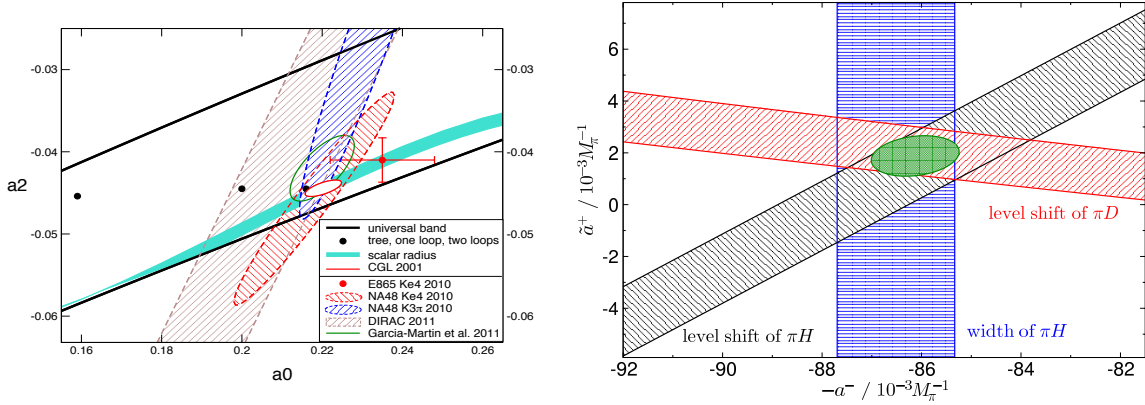 -0.03
-0.04
-0.05
-0.06
a2
0.16
0.2
0.22
0.24
0.26
a0
-0.03
-0.04
-0.05
-0.06
universal band
tree, one loop, two loops
scalar radius
CGL 2001
E865 Ke4 2010
NA48 Ke4 2010
NA48 K3π 2010
DIRAC 2011
Garcia-Martin et al. 2011
6
4
2
0
-2
-4
ã⁺ / 10⁻³M_π⁻¹
level shift of πD
level shift of πH
width of πH
-92
-90
-88
-86
-84
-82
−a⁻ / 10⁻³M_π⁻¹